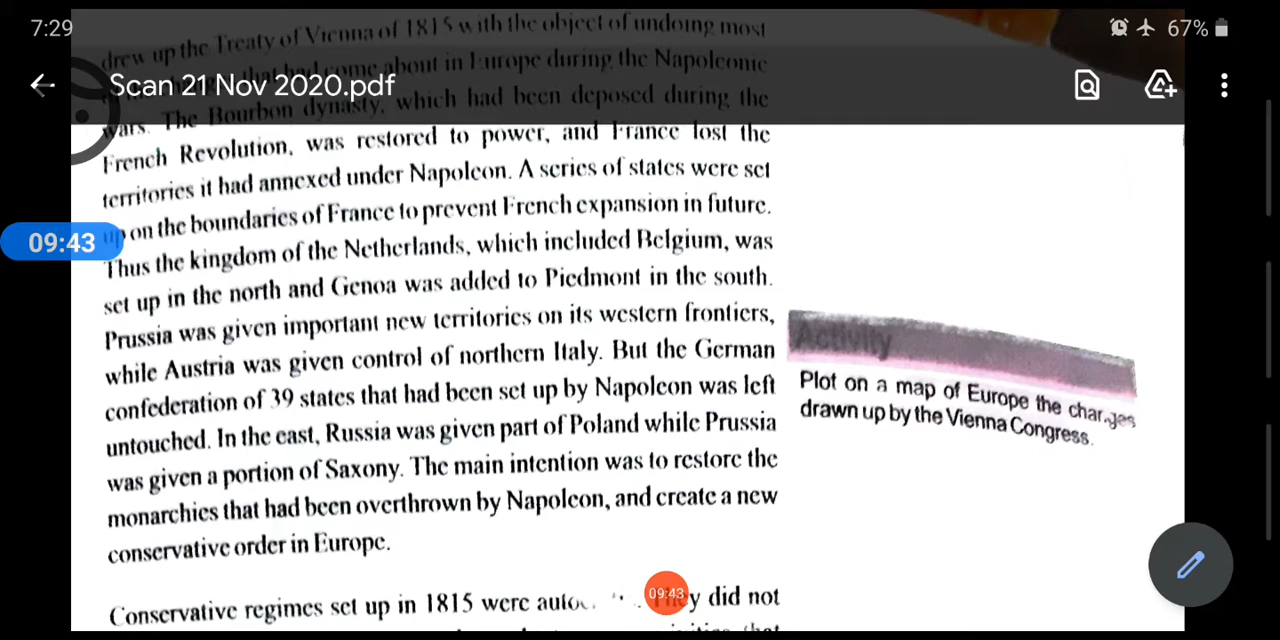 7:29
67%
Scan 21 Nov 2020.pdf
drew up the Treaty of Vienna of 1815 with the object of undoing most
come about in Europe during the Napoleonic
wars. The Bourbon dynasty, which had been deposed during the
French Revolution, was restored to power, and France lost the
territories it had annexed under Napoleon. A series of states were set
up on the boundaries of France to prevent French expansion in future.
09:43
Thus the kingdom of the Netherlands, which included Belgium, was
set up in the north and Genoa was added to Piedmont in the south.
Prussia was given important new territories on its western frontiers,
while Austria was given control of northern Italy. But the German
confederation of 39 states that had been set up by Napoleon was left
untouched. In the east, Russia was given part of Poland while Prussia
was given a portion of Saxony. The main intention was to restore the
monarchies that had been overthrown by Napoleon, and create a new
conservative order in Europe.
Activity
Plot on a map of Europe the changes
drawn up by the Vienna Congress.
09:43
Conservative regimes set up in 1815 were They did not
that